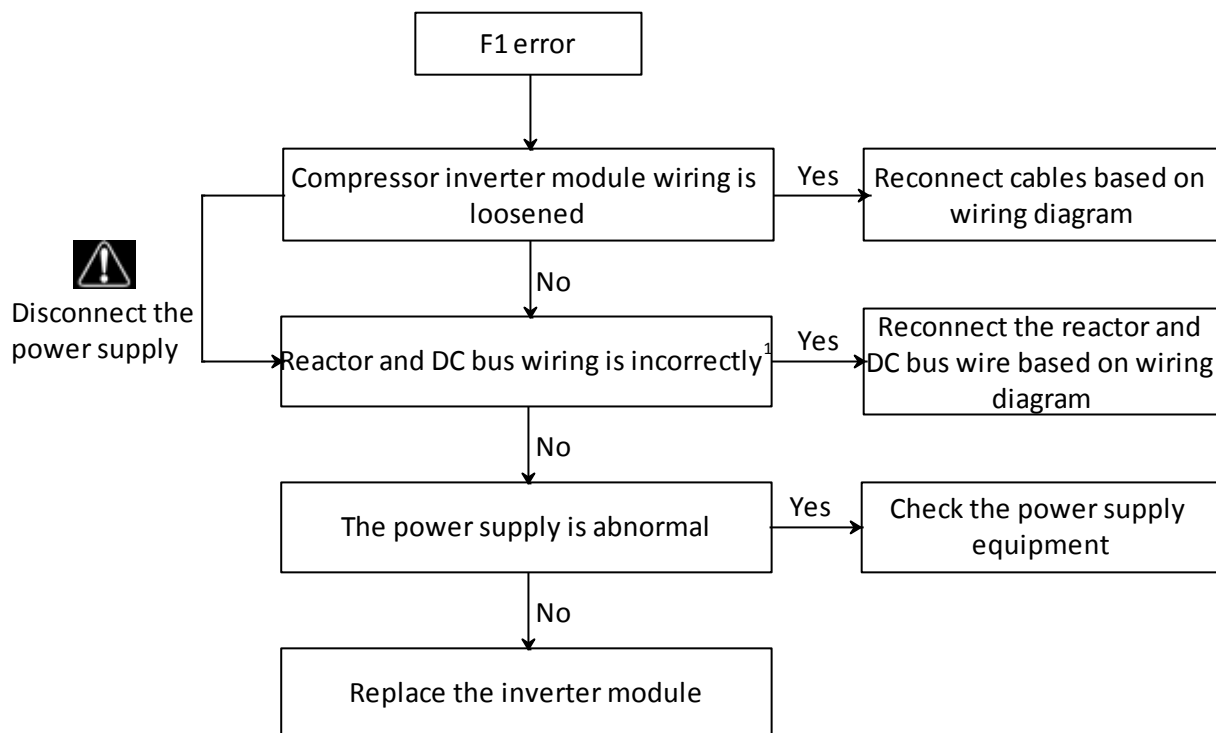 F1 error
Compressor inverter module wiring is
loosened
Yes
Reconnect cables based on
wiring diagram
No
Disconnect the
power supply
Reactor and DC bus wiring is incorrectly¹
Yes
Reconnect the reactor and
DC bus wire based on wiring
diagram
No
The power supply is abnormal
Yes
Check the power supply
equipment
No
Replace the inverter module